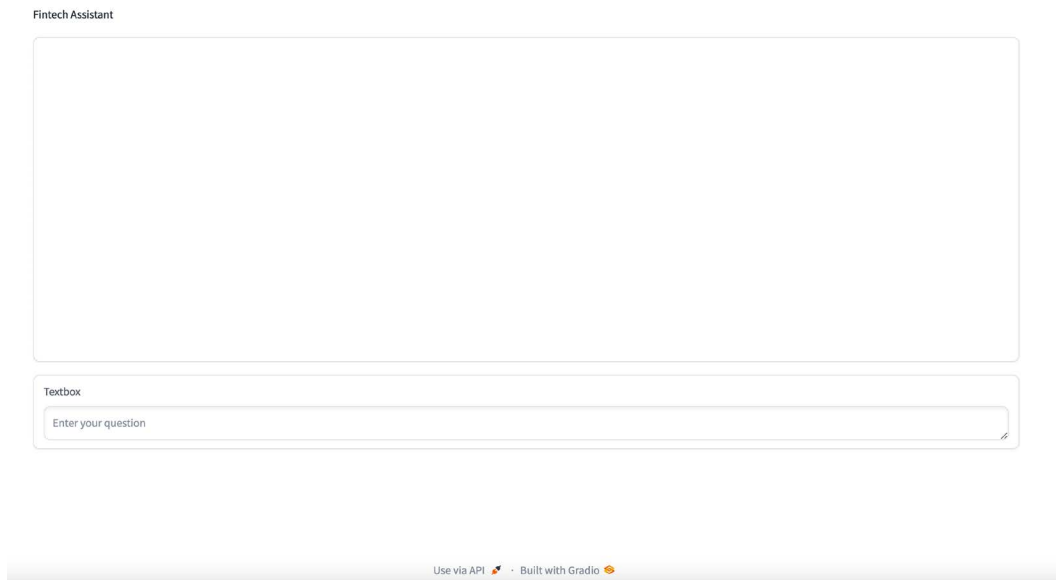 Fintech Assistant
Textbox
Enter your question
Use via API 🚀 · Built with Gradio